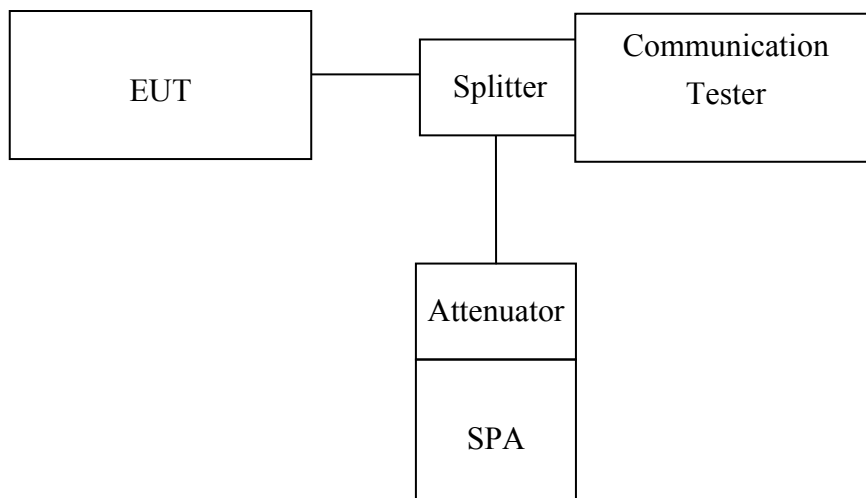 EUT
Splitter
Communication
Tester
Attenuator
SPA